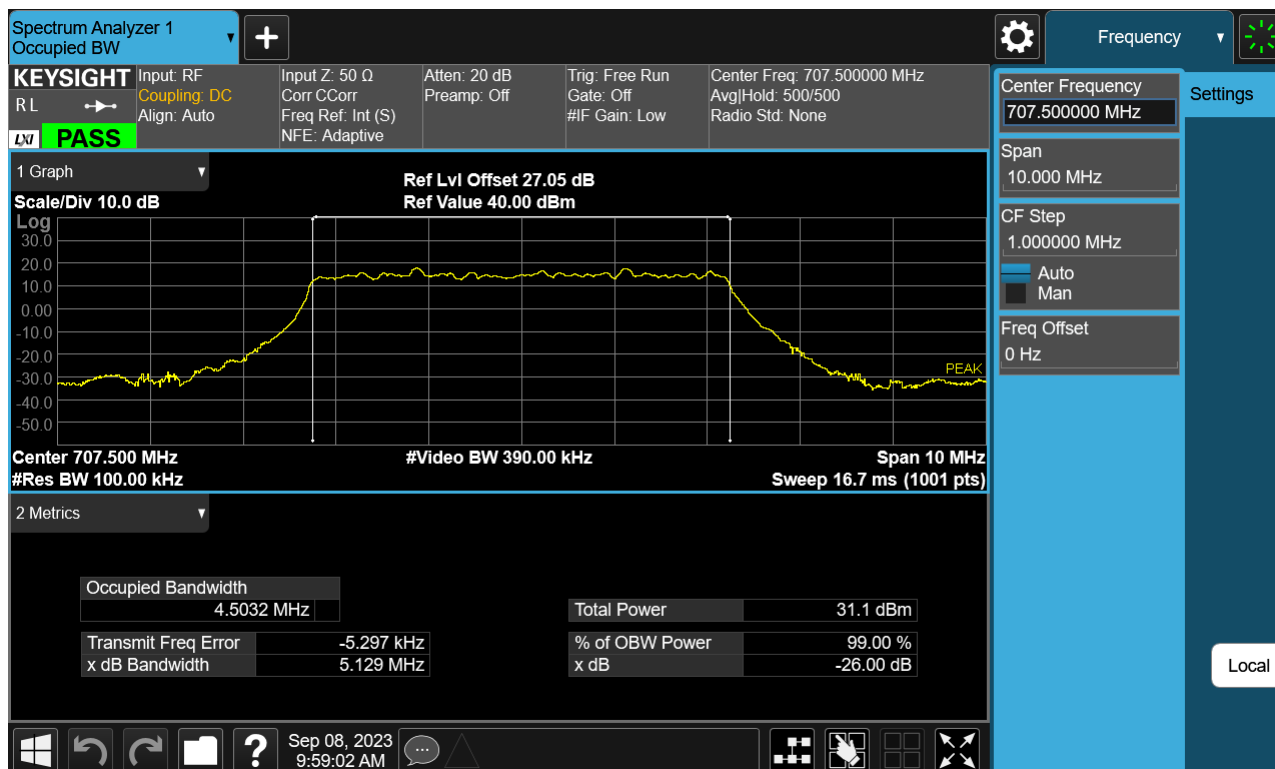 Spectrum Analyzer 1
Occupied BW
Frequency
KEYSIGHT
R L
LXI
PASS
Input: RF
Coupling: DC
Align: Auto
Input Z: 50 Ω
Corr CCorr
Freq Ref: Int (S)
NFE: Adaptive
Atten: 20 dB
Preamp: Off
Trig: Free Run
Gate: Off
#IF Gain: Low
Center Freq: 707.500000 MHz
Avg|Hold: 500/500
Radio Std: None
Center Frequency
707.500000 MHz
Settings
Span
10.000 MHz
CF Step
1.000000 MHz
Auto
Man
Freq Offset
0 Hz
Local
1 Graph
Scale/Div 10.0 dB
Ref Lvl Offset 27.05 dB
Ref Value 40.00 dBm
Log
30.0
20.0
10.0
0.00
-10.0
-20.0
-30.0
-40.0
-50.0
PEAK
Center 707.500 MHz
#Video BW 390.00 kHz
Span 10 MHz
#Res BW 100.00 kHz
Sweep 16.7 ms (1001 pts)
2 Metrics
Occupied Bandwidth
4.5032 MHz
Total Power 31.1 dBm
Transmit Freq Error -5.297 kHz
% of OBW Power 99.00 %
x dB Bandwidth 5.129 MHz
x dB -26.00 dB
?
Sep 08, 2023
9:59:02 AM